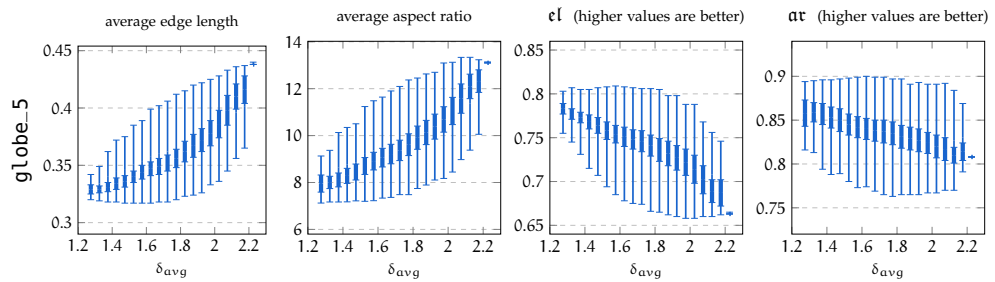 average edge length
average aspect ratio
𝔢𝔩 (higher values are better)
𝔞𝔯 (higher values are better)
globe_5
0.45
0.4
0.35
0.3
1.2 1.4 1.6 1.8 2 2.2
δavg
14
12
10
8
6
1.2 1.4 1.6 1.8 2 2.2
δavg
0.85
0.8
0.75
0.7
0.65
1.2 1.4 1.6 1.8 2 2.2
δavg
0.9
0.85
0.8
0.75
1.2 1.4 1.6 1.8 2 2.2
δavg